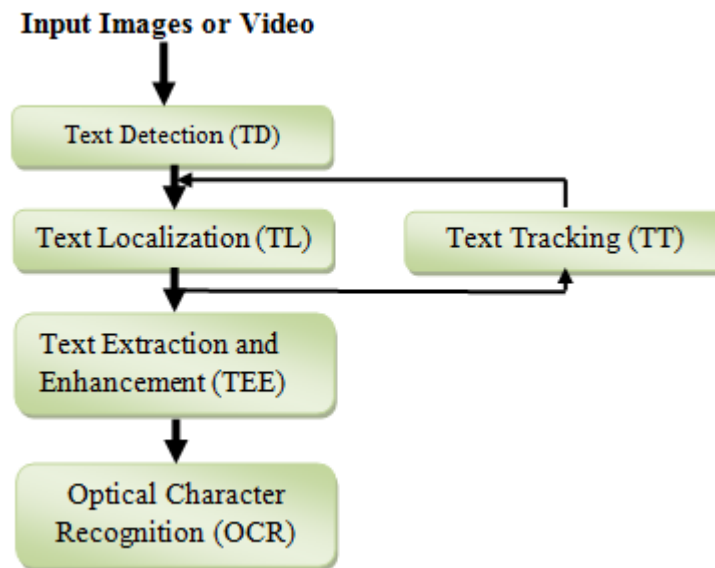 Input Images or Video
Text Detection (TD)
Text Localization (TL)
Text Tracking (TT)
Text Extraction and
Enhancement (TEE)
Optical Character
Recognition (OCR)